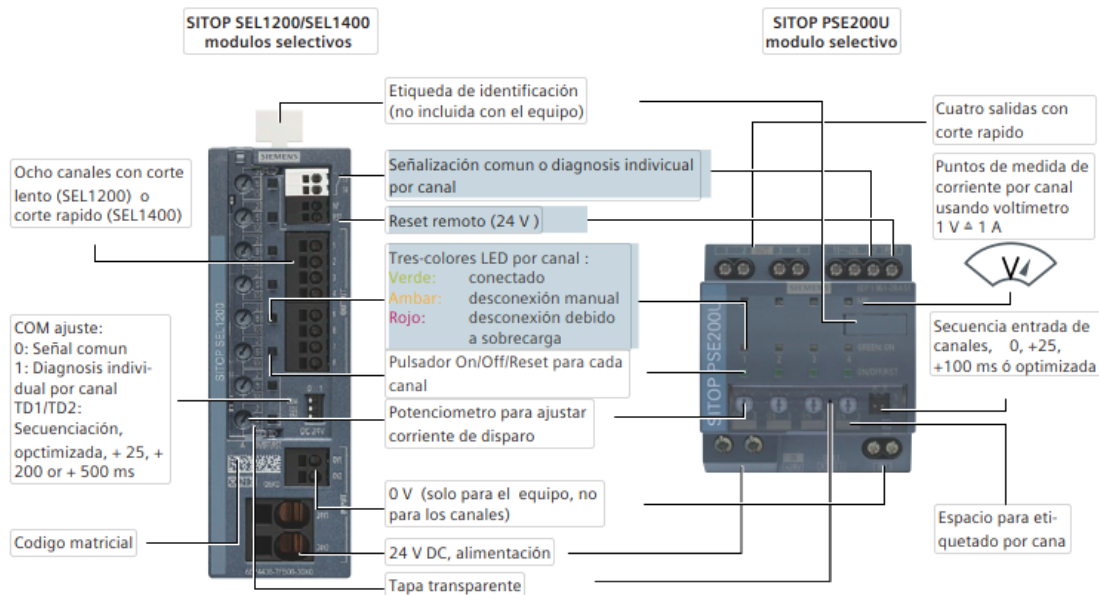 SITOP SEL1200/SEL1400
modulos selectivos
SITOP PSE200U
modulo selectivo
Etiqueda de identificación
(no incluida con el equipo)
Cuatro salidas con
corte rapido
Ocho canales con corte
lento (SEL1200) o
corte rapido (SEL1400)
Señalización comun o diagnosis indivicual
por canal
Puntos de medida de
corriente por canal
usando voltímetro
1 V ≙ 1 A
Reset remoto (24 V )
V
Tres-colores LED por canal :
Verde: conectado
Ambar: desconexión manual
Rojo: desconexión debido
a sobrecarga
COM ajuste:
0: Señal comun
1: Diagnosis indivi-
dual por canal
TD1/TD2:
Secuenciación,
opctimizada, + 25, +
200 or + 500 ms
Secuencia entrada de
canales, 0, +25,
+100 ms ó optimizada
Pulsador On/Off/Reset para cada
canal
Potenciometro para ajustar
corriente de disparo
0 V (solo para el equipo, no
para los canales)
Espacio para eti-
quetado por cana
Codigo matricial
24 V DC, alimentación
Tapa transparente
SIEMENS
SITOP SEL1200
DC 24V
SIEMENS
SITOP PSE200U